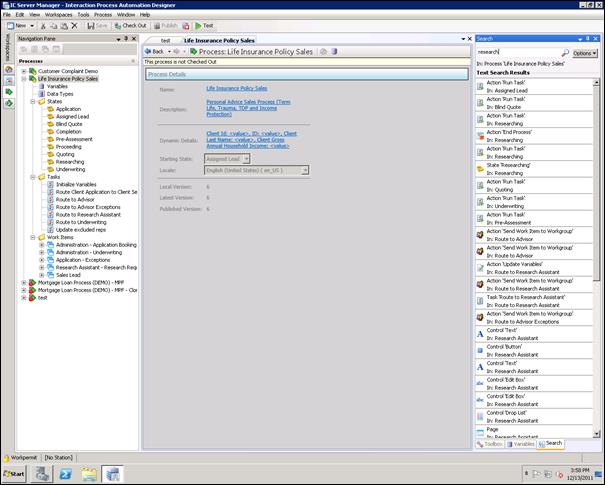 IC Server Manager - Interaction Process Automation Designer
File Edit View Workspaces Tools Process Window Help
New Save Check Out Publish Test
Workspaces
Navigation Pane
Processes
Customer Complaint Demo
Life Insurance Policy Sales
Variables
Data Types
States
Application
Assigned Lead
Blind Quote
Completion
Pre-Assessment
Proceeding
Quoting
Researching
Underwriting
Tasks
Initialize Variables
Route Client Application to Client Se
Route to Advisor
Route to Advisor Exceptions
Route to Research Assistant
Route to Underwriting
Update excluded reps
Work Items
Administration - Application Booking
Administration - Underwriting
Application - Exceptions
Research Assistant - Research Req
Sales Lead
Mortgage Loan Process (DEMO) - MPF
Mortgage Loan Process (DEMO) - MPF - Clor
test
test Life Insurance Policy Sales
Back Process: Life Insurance Policy Sales
This process is not Checked Out
Process Details
Name: Life Insurance Policy Sales
Description: Personal Advice Sales Process (Term
Life, Trauma, TDP and Income
Protection)
Dynamic Details: Client Id: <value>, ID: <value>, Client
Last Name: <value>, Client Gross
Annual Household Income: <value>
Starting State: Assigned Lead
Locale: English (United States) ( en_US )
Local Version: 6
Latest Version: 6
Published Version: 6
Search
research
Options
In: Process 'Life Insurance Policy Sales'
Text Search Results
Action 'Run Task'
In: Assigned Lead
Action 'Run Task'
In: Blind Quote
Action 'Run Task'
In: Researching
Action 'End Process'
In: Researching
State 'Researching'
In: Researching
Action 'Run Task'
In: Quoting
Action 'Run Task'
In: Underwriting
Action 'Run Task'
In: Pre-Assessment
Action 'Send Work Item to Workgroup'
In: Route to Advisor
Action 'Send Work Item to Workgroup'
In: Route to Advisor
Action 'Update Variables'
In: Route to Research Assistant
Action 'Send Work Item to Workgroup'
In: Route to Research Assistant
Task 'Route to Research Assistant'
In: Route to Research Assistant
Action 'Send Work Item to Workgroup'
In: Route to Advisor Exceptions
Control 'Text'
In: Research Assistant
Control 'Button'
In: Research Assistant
Control 'Text'
In: Research Assistant
Control 'Edit Box'
In: Research Assistant
Control 'Edit Box'
In: Research Assistant
Control 'Drop List'
In: Research Assistant
Page
In: Research Assistant
Toolbox Variables Search
Workpermit [No Station]
Start
3:58 PM
12/13/2011